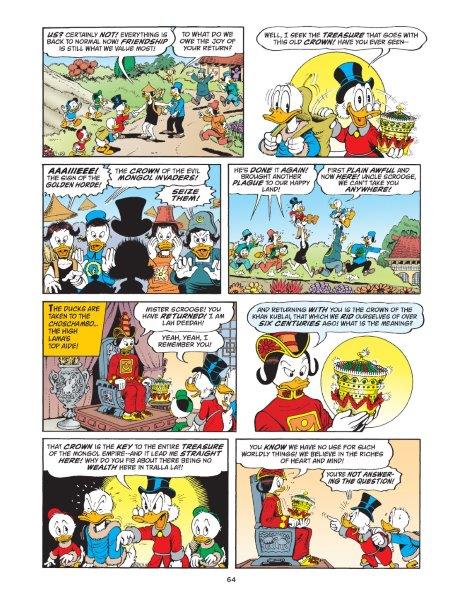 US? CERTAINLY NOT! EVERYTHING IS
BACK TO NORMAL NOW! FRIENDSHIP
IS STILL WHAT WE VALUE MOST!
TO WHAT DO WE
OWE THE JOY OF
YOUR RETURN?
WELL, I SEEK THE TREASURE THAT GOES WITH
THIS OLD CROWN! HAVE YOU EVER SEEN--
AAAIIIEEE!
THE SIGN OF THE
GOLDEN HORDE!
THE CROWN OF THE EVIL
MONGOL INVADERS!
SEIZE
THEM!
HE'S DONE IT AGAIN!
BROUGHT ANOTHER
PLAGUE TO OUR HAPPY
LAND!
FIRST PLAIN AWFUL AND
NOW HERE! UNCLE SCROOGE,
WE CAN'T TAKE YOU
ANYWHERE!
THE DUCKS ARE
TAKEN TO THE
CHOSCHAMBO...
THE HIGH
LAMA'S
TOP AIDE!
MISTER SCROOGE! YOU
HAVE RETURNED! I AM
LAH DEEDAH!
YEAH, YEAH, I
REMEMBER YOU!
AND RETURNING WITH YOU IS THE CROWN OF THE
KHAN KUBLAI, THAT WHICH WE RID OURSELVES OF OVER
SIX CENTURIES AGO! WHAT IS THE MEANING?
THAT CROWN IS THE KEY TO THE ENTIRE TREASURE
OF THE MONGOL EMPIRE--AND IT LEAD ME STRAIGHT
HERE! WHY DO YOU FIB ABOUT THERE BEING NO
WEALTH HERE IN TRALLA LA?!
YOU KNOW WE HAVE NO USE FOR SUCH
WORLDLY THINGS! WE BELIEVE IN THE RICHES
OF HEART AND MIND!
YOU'RE NOT ANSWER-
ING THE QUESTION!
64